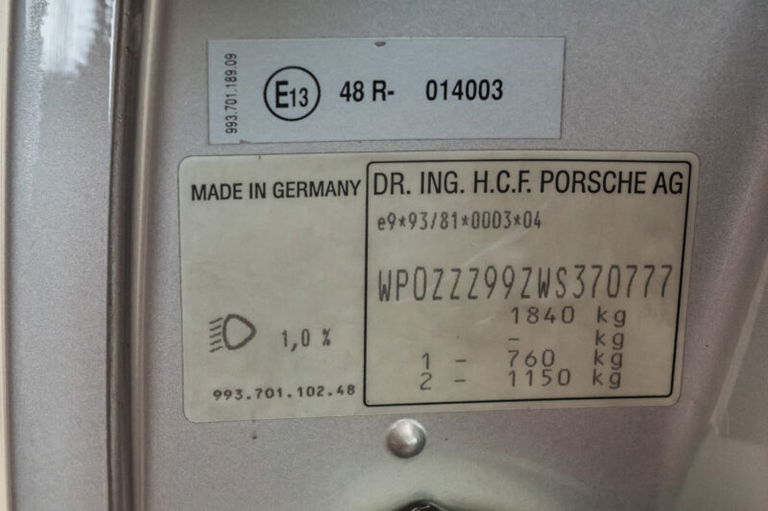 993.701.189.09
E13 48 R- 014003
MADE IN GERMANY
DR. ING. H.C.F. PORSCHE AG
e9*93/81*0003*04
WP0ZZZ99ZWS370777
1840 kg
- kg
1 - 760 kg
2 - 1150 kg
1,0 %
993.701.102.48